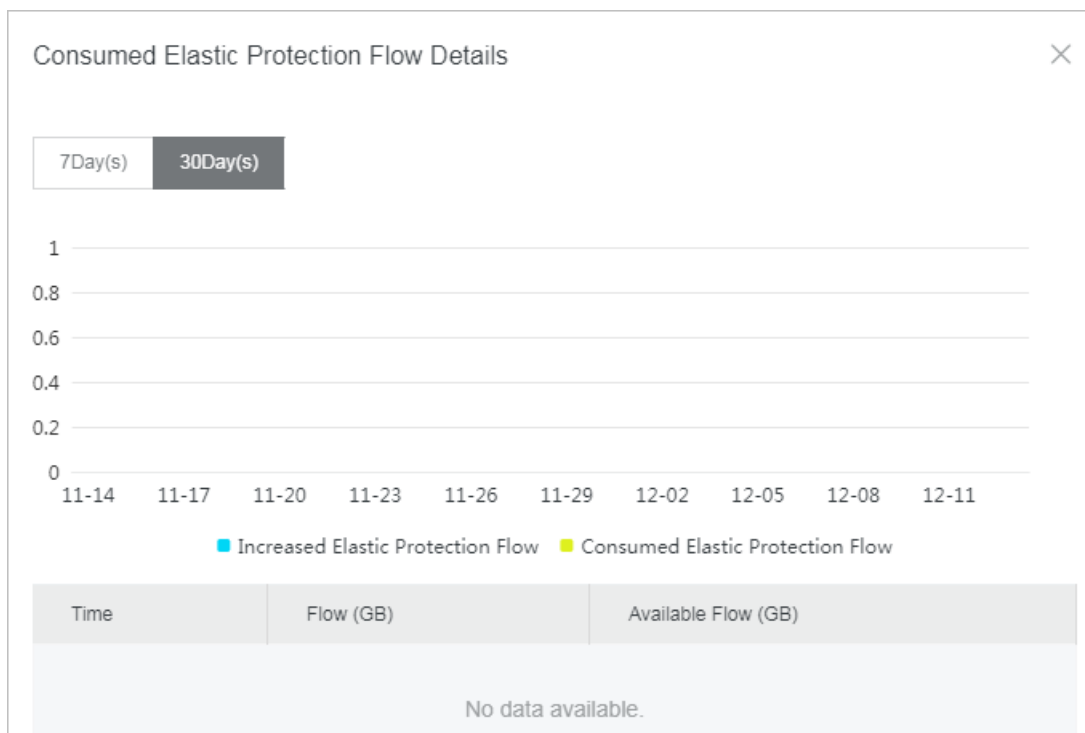 Consumed Elastic Protection Flow Details
7Day(s) 30Day(s)
1
0.8
0.6
0.4
0.2
0
11-14 11-17 11-20 11-23 11-26 11-29 12-02 12-05 12-08 12-11
Increased Elastic Protection Flow Consumed Elastic Protection Flow
Time Flow (GB) Available Flow (GB)
No data available.